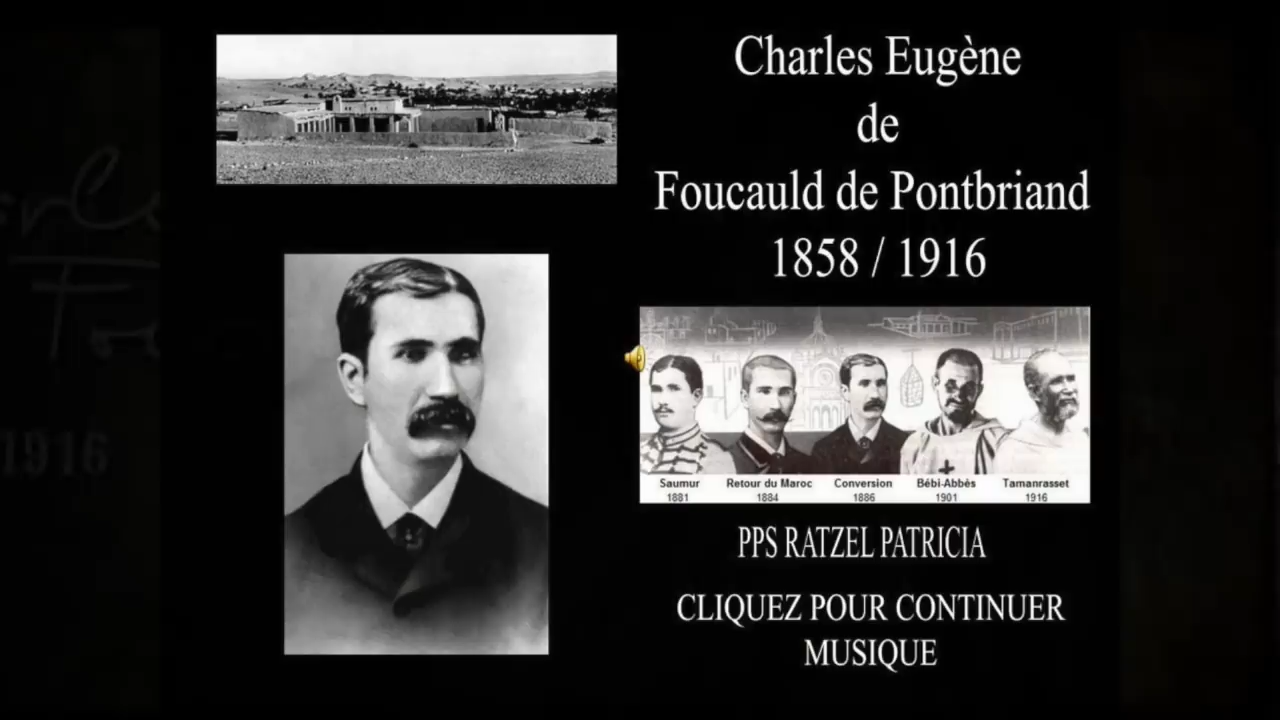 Charles Eugène
de
Foucauld de Pontbriand
1858 / 1916
Saumur Retour du Maroc Conversion Bébi-Abbès Tamanrasset
1881 1884 1886 1901 1916
PPS RATZEL PATRICIA
CLIQUEZ POUR CONTINUER
MUSIQUE
1916